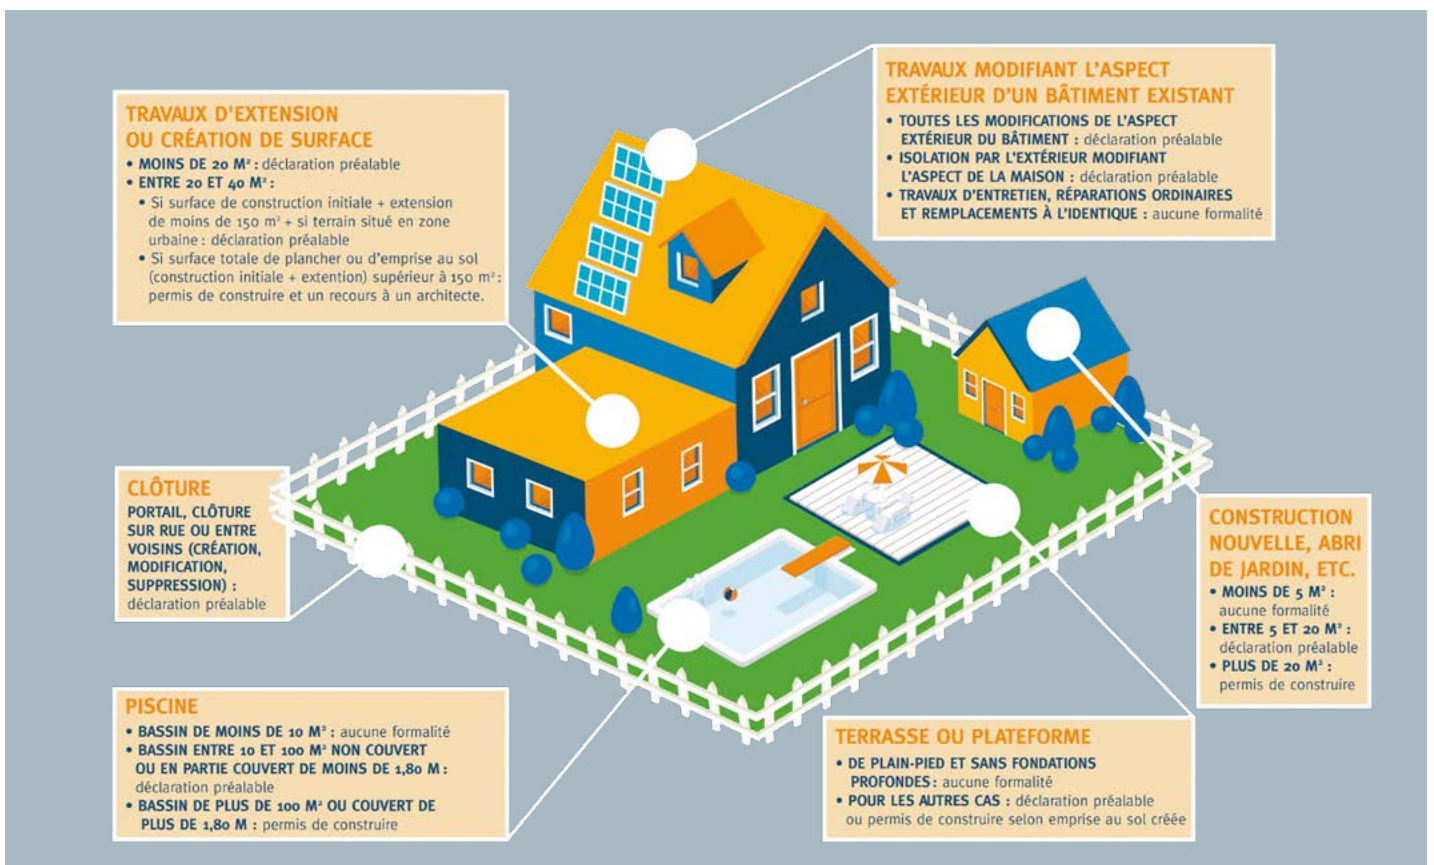 TRAVAUX D'EXTENSION
OU CRÉATION DE SURFACE
• MOINS DE 20 M² : déclaration préalable
• ENTRE 20 ET 40 M² :
• Si surface de construction initiale + extension
de moins de 150 m² + si terrain situé en zone
urbaine : déclaration préalable
• Si surface totale de plancher ou d'emprise au sol
(construction initiale + extention) supérieur à 150 m² :
permis de construire et un recours à un architecte.
TRAVAUX MODIFIANT L'ASPECT
EXTÉRIEUR D'UN BÂTIMENT EXISTANT
• TOUTES LES MODIFICATIONS DE L'ASPECT
EXTÉRIEUR DU BÂTIMENT : déclaration préalable
• ISOLATION PAR L'EXTÉRIEUR MODIFIANT
L'ASPECT DE LA MAISON : déclaration préalable
• TRAVAUX D'ENTRETIEN, RÉPARATIONS ORDINAIRES
ET REMPLACEMENTS À L'IDENTIQUE : aucune formalité
CLÔTURE
PORTAIL, CLÔTURE
SUR RUE OU ENTRE
VOISINS (CRÉATION,
MODIFICATION,
SUPPRESSION) :
déclaration préalable
CONSTRUCTION
NOUVELLE, ABRI
DE JARDIN, ETC.
• MOINS DE 5 M² :
aucune formalité
• ENTRE 5 ET 20 M² :
déclaration préalable
• PLUS DE 20 M² :
permis de construire
PISCINE
• BASSIN DE MOINS DE 10 M² : aucune formalité
• BASSIN ENTRE 10 ET 100 M² NON COUVERT
OU EN PARTIE COUVERT DE MOINS DE 1,80 M :
déclaration préalable
• BASSIN DE PLUS DE 100 M² OU COUVERT DE
PLUS DE 1,80 M : permis de construire
TERRASSE OU PLATEFORME
• DE PLAIN-PIED ET SANS FONDATIONS
PROFONDES : aucune formalité
• POUR LES AUTRES CAS : déclaration préalable
ou permis de construire selon emprise au sol créée